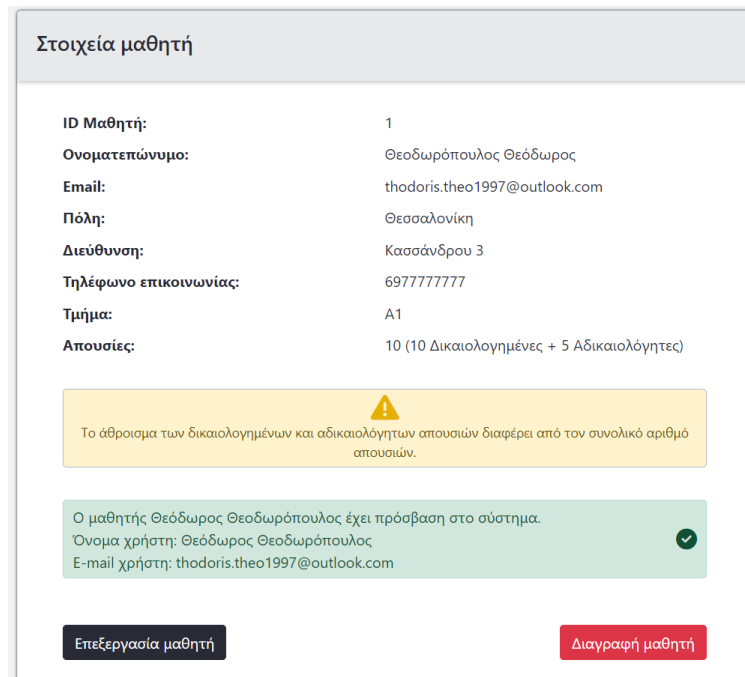 Στοιχεία μαθητή
ID Μαθητή: 1
Ονοματεπώνυμο: Θεοδωρόπουλος Θεόδωρος
Email: thodoris.theo1997@outlook.com
Πόλη: Θεσσαλονίκη
Διεύθυνση: Κασσάνδρου 3
Τηλέφωνο επικοινωνίας: 6977777777
Τμήμα: Α1
Απουσίες: 10 (10 Δικαιολογημένες + 5 Αδικαιολόγητες)
Το άθροισμα των δικαιολογημένων και αδικαιολόγητων απουσιών διαφέρει από τον συνολικό αριθμό
απουσιών.
Ο μαθητής Θεόδωρος Θεοδωρόπουλος έχει πρόσβαση στο σύστημα.
Όνομα χρήστη: Θεόδωρος Θεοδωρόπουλος
E-mail χρήστη: thodoris.theo1997@outlook.com
Επεξεργασία μαθητή Διαγραφή μαθητή